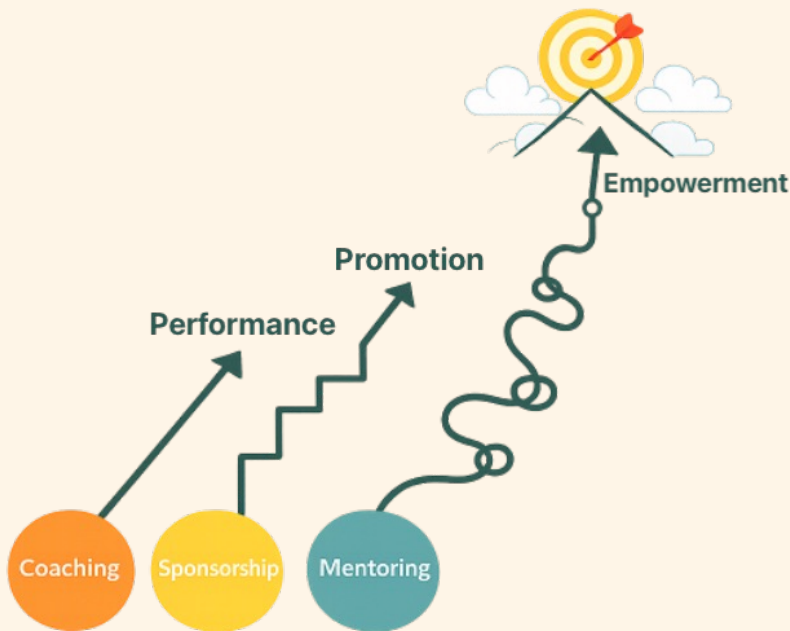 Empowerment
Promotion
Performance
Coaching
Sponsorship
Mentoring